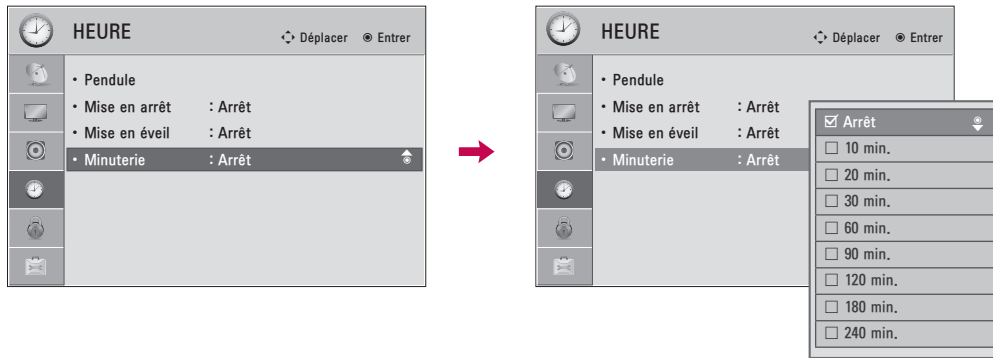 HEURE
Déplacer Entrer
• Pendule
• Mise en arrêt : Arrêt
• Mise en éveil : Arrêt
• Minuterie : Arrêt
HEURE
Déplacer Entrer
• Pendule
• Mise en arrêt : Arrêt
• Mise en éveil : Arrêt
• Minuterie : Arrêt
☑ Arrêt
☐ 10 min.
☐ 20 min.
☐ 30 min.
☐ 60 min.
☐ 90 min.
☐ 120 min.
☐ 180 min.
☐ 240 min.